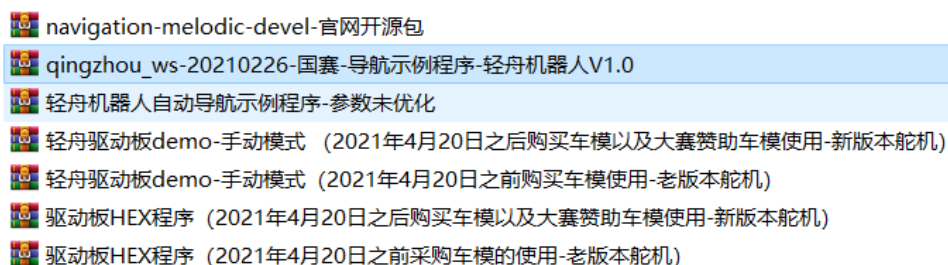 navigation-melodic-devel-官网开源包
qingzhou_ws-20210226-国赛-导航示例程序-轻舟机器人V1.0
轻舟机器人自动导航示例程序-参数未优化
轻舟驱动板demo-手动模式 （2021年4月20日之后购买车模以及大赛赞助车模使用-新版本舵机)
轻舟驱动板demo-手动模式（2021年4月20日之前购买车模使用-老版本舵机）
驱动板HEX程序（2021年4月20日之后购买车模以及大赛赞助车模使用-新版本舵机）
驱动板HEX程序（2021年4月20日之前采购车模的使用-老版本舵机）